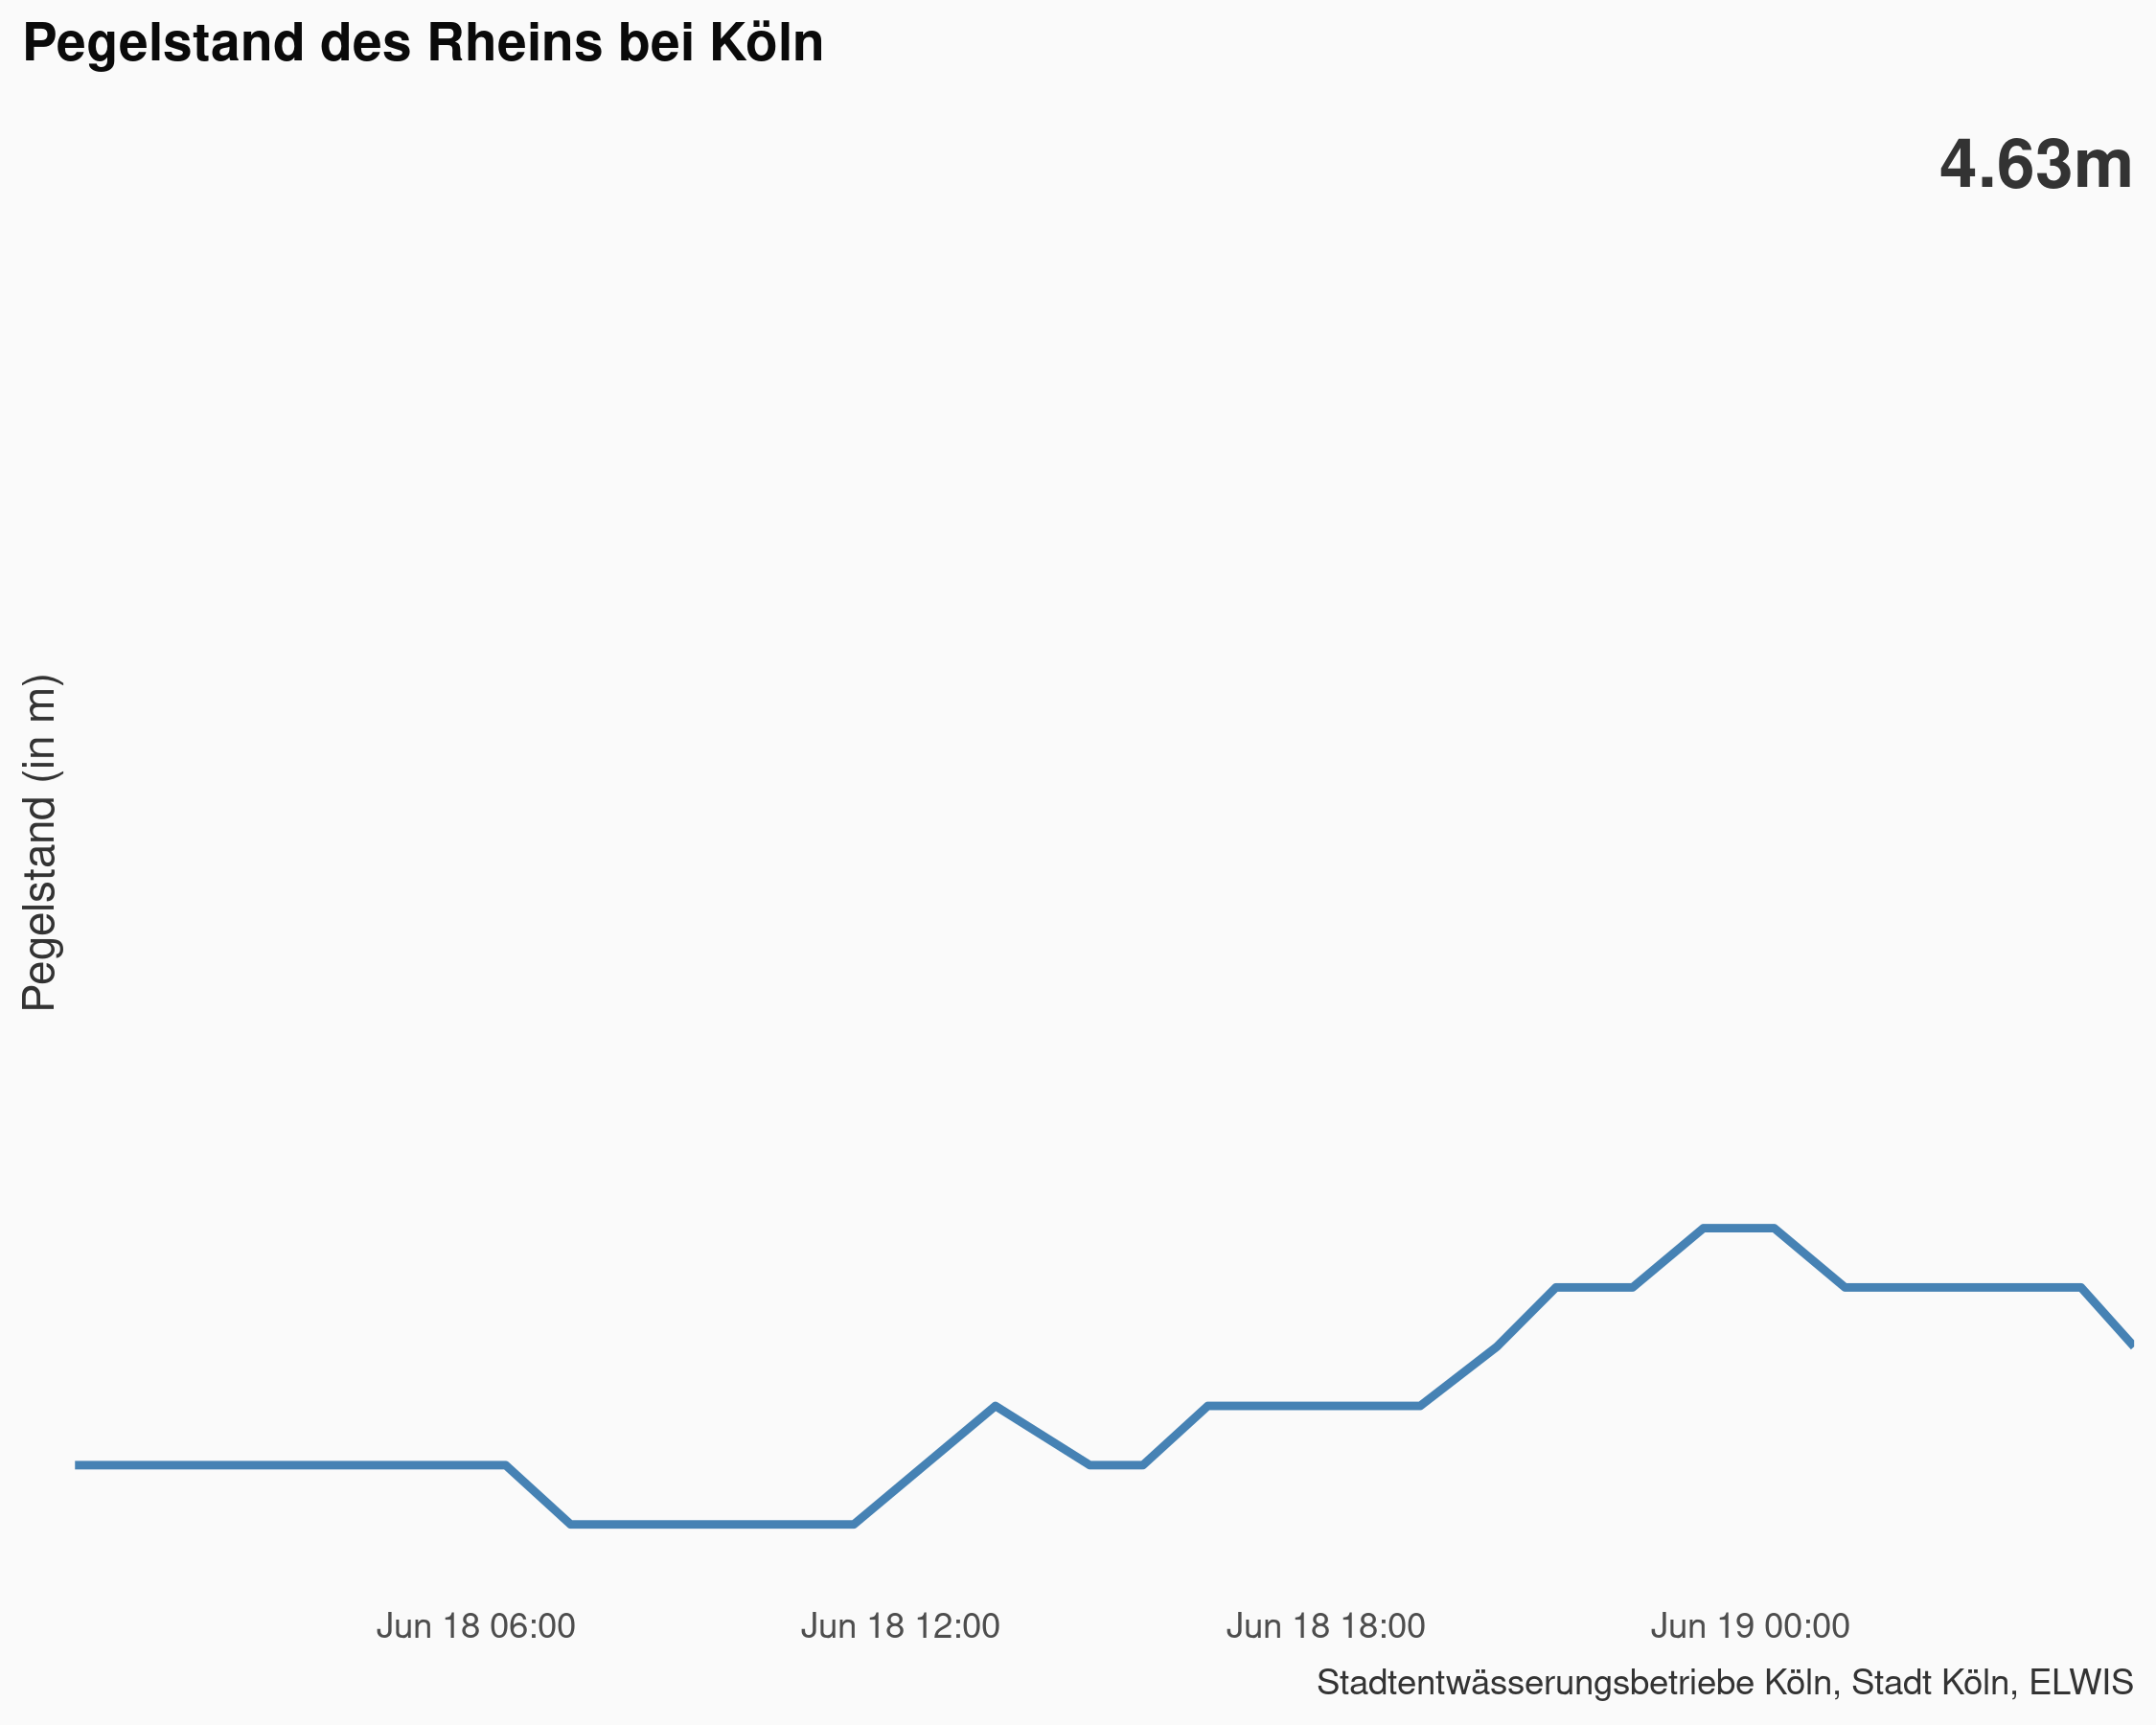 Pegelstand des Rheins bei Köln
4.63m
Pegelstand (in m)
Jun 18 06:00
Jun 18 12:00
Jun 18 18:00
Jun 19 00:00
Stadtentwässerungsbetriebe Köln, Stadt Köln, ELWIS